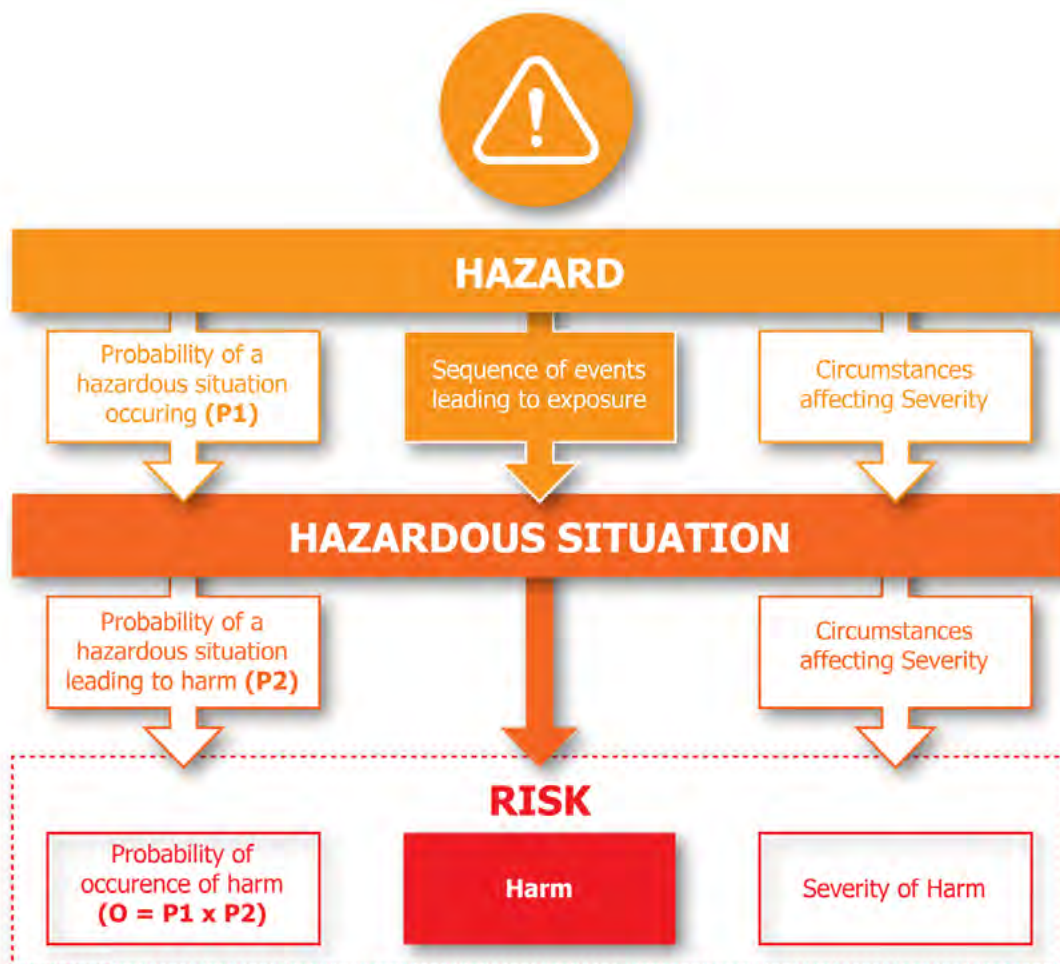 !
HAZARD
Probability of a
hazardous situation
occuring (P1)
Sequence of events
leading to exposure
Circumstances
affecting Severity
HAZARDOUS SITUATION
Probability of a
hazardous situation
leading to harm (P2)
Circumstances
affecting Severity
RISK
Probability of
occurence of harm
(O = P1 x P2)
Harm
Severity of Harm